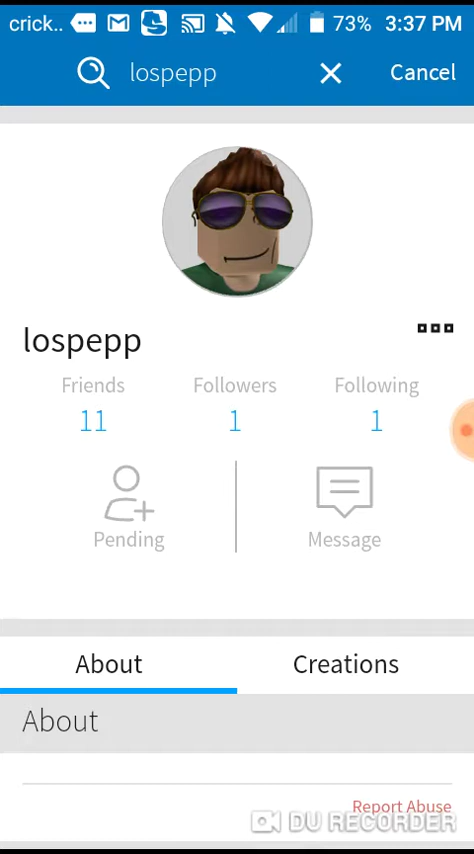 crick.. 73% 3:37 PM
lospepp Cancel
lospepp
Friends Followers Following
11 1 1
Pending Message
About Creations
About
Report Abuse
DU RECORDER